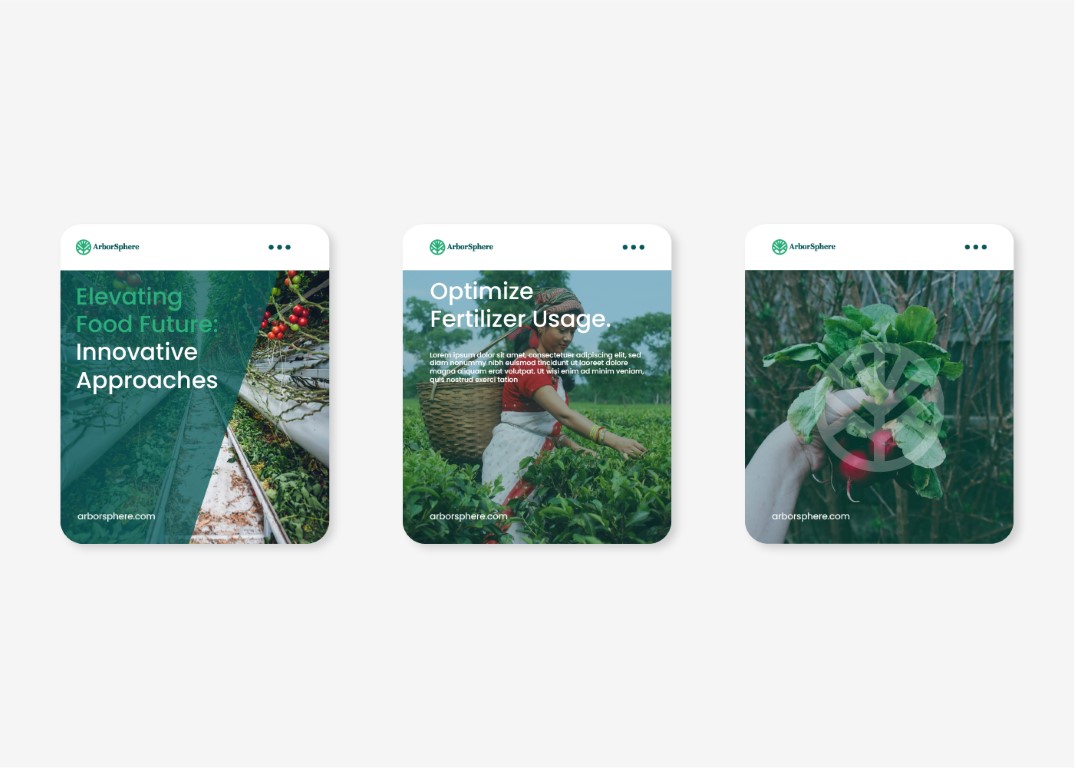 ArborSphere
Elevating
Food Future:
Innovative
Approaches
arborsphere.com
ArborSphere
Optimize
Fertilizer Usage.
Lorem ipsum dolor sit amet, consectetuer adipiscing elit, sed
diam nonummy nibh euismod tincidunt ut laoreet dolore
magna aliquam erat volutpat. Ut wisi enim ad minim veniam,
quis nostrud exerci tation
arborsphere.com
ArborSphere
arborsphere.com